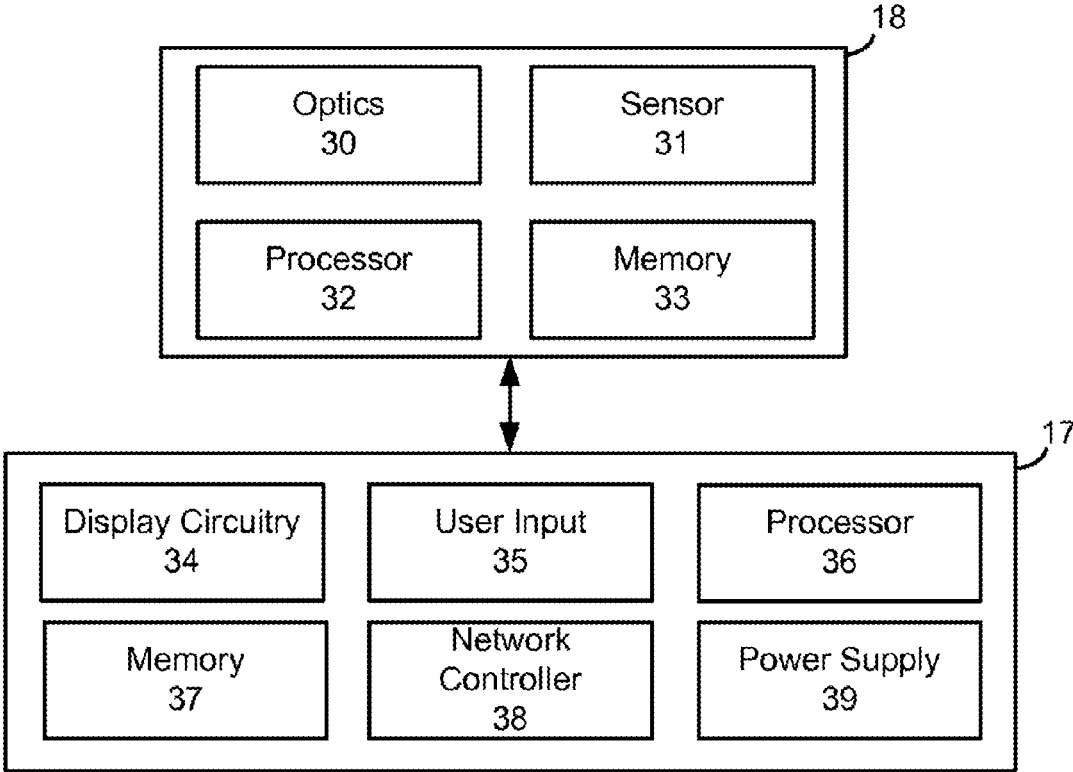 18
Optics
30
Sensor
31
Processor
32
Memory
33
17
Display Circuitry
34
User Input
35
Processor
36
Memory
37
Network
Controller
38
Power Supply
39